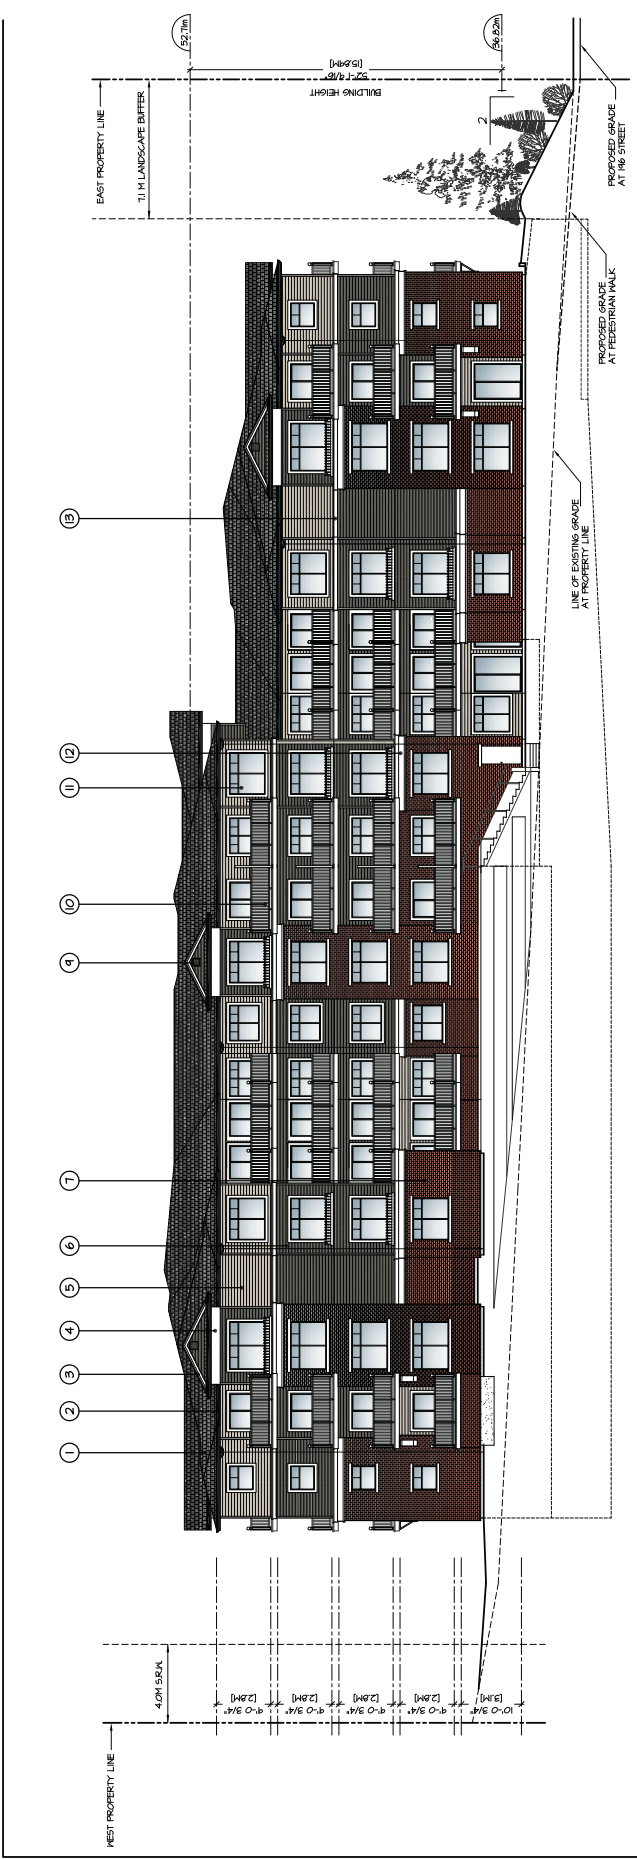 52.71m
36.82m
BUILDING HEIGHT
52'-1 9/16"
[15.89M]
EAST PROPERTY LINE
7.1 M LANDSCAPE BUFFER
2
PROPOSED GRADE
AT 196 STREET
PROPOSED GRADE
AT PEDESTRIAN WALK
LINE OF EXISTING GRADE
AT PROPERTY LINE
13
12
11
10
9
7
6
5
4
3
2
1
4.0M S.R.W.
WEST PROPERTY LINE
9'-0 3/4"
[2.8M]
9'-0 3/4"
[2.8M]
9'-0 3/4"
[2.8M]
9'-0 3/4"
[2.8M]
10'-0 3/4"
[3.1M]